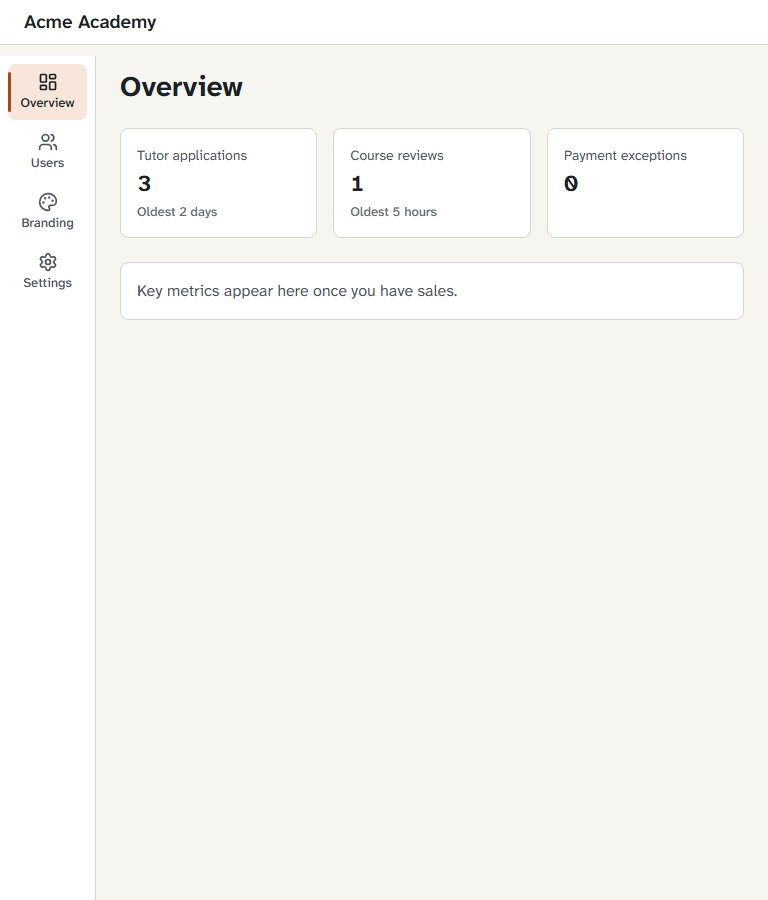 Acme Academy
Overview
Users
Branding
Settings
Overview
Tutor applications
3
Oldest 2 days
Course reviews
1
Oldest 5 hours
Payment exceptions
0
Key metrics appear here once you have sales.